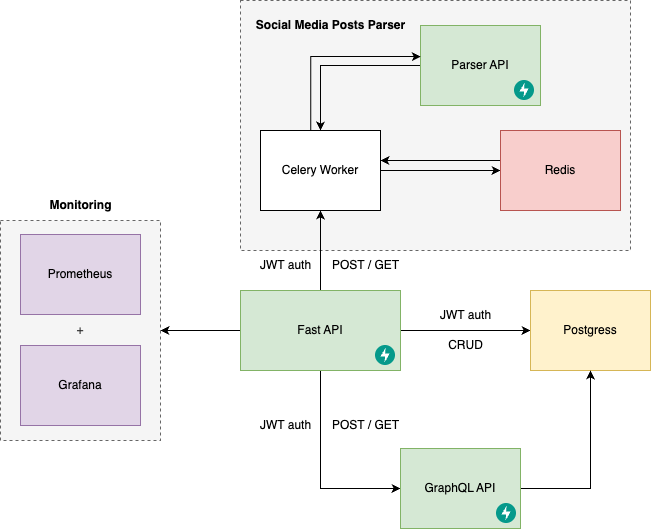 Social Media Posts Parser
Parser API
Celery Worker
Redis
Monitoring
Prometheus
+
Grafana
JWT auth
POST / GET
Fast API
JWT auth
CRUD
Postgress
JWT auth
POST / GET
GraphQL API